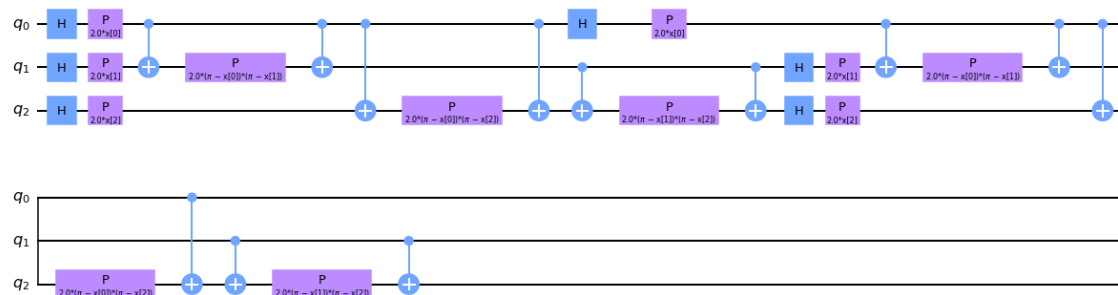 q₀ H P 2.0*x[0] H P 2.0*x[0]
q₁ H P 2.0*x[1] P 2.0*(π − x[0])*(π − x[1]) H P 2.0*x[1] P 2.0*(π − x[0])*(π − x[1])
q₂ H P 2.0*x[2] P 2.0*(π − x[0])*(π − x[2]) P 2.0*(π − x[1])*(π − x[2]) H P 2.0*x[2]
q₀
q₁
q₂ P 2.0*(π − x[0])*(π − x[2]) P 2.0*(π − x[1])*(π − x[2])